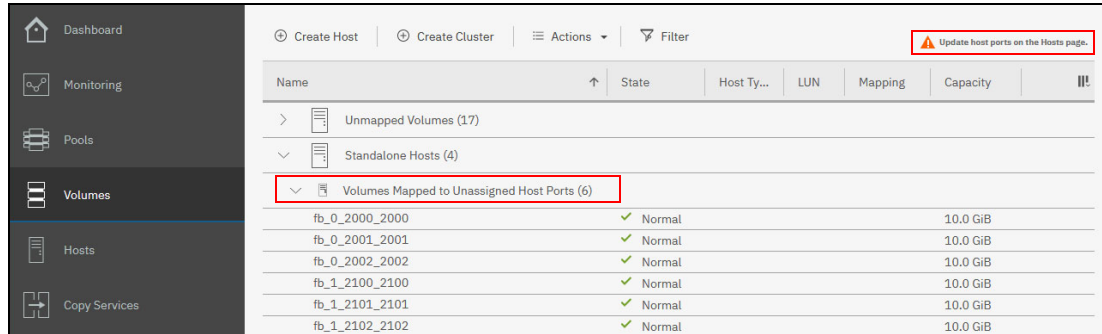 Dashboard
Monitoring
Pools
Volumes
Hosts
Copy Services
Create Host Create Cluster Actions Filter
Update host ports on the Hosts page.
Name State Host Ty... LUN Mapping Capacity
Unmapped Volumes (17)
Standalone Hosts (4)
Volumes Mapped to Unassigned Host Ports (6)
fb_0_2000_2000 Normal 10.0 GiB
fb_0_2001_2001 Normal 10.0 GiB
fb_0_2002_2002 Normal 10.0 GiB
fb_1_2100_2100 Normal 10.0 GiB
fb_1_2101_2101 Normal 10.0 GiB
fb_1_2102_2102 Normal 10.0 GiB